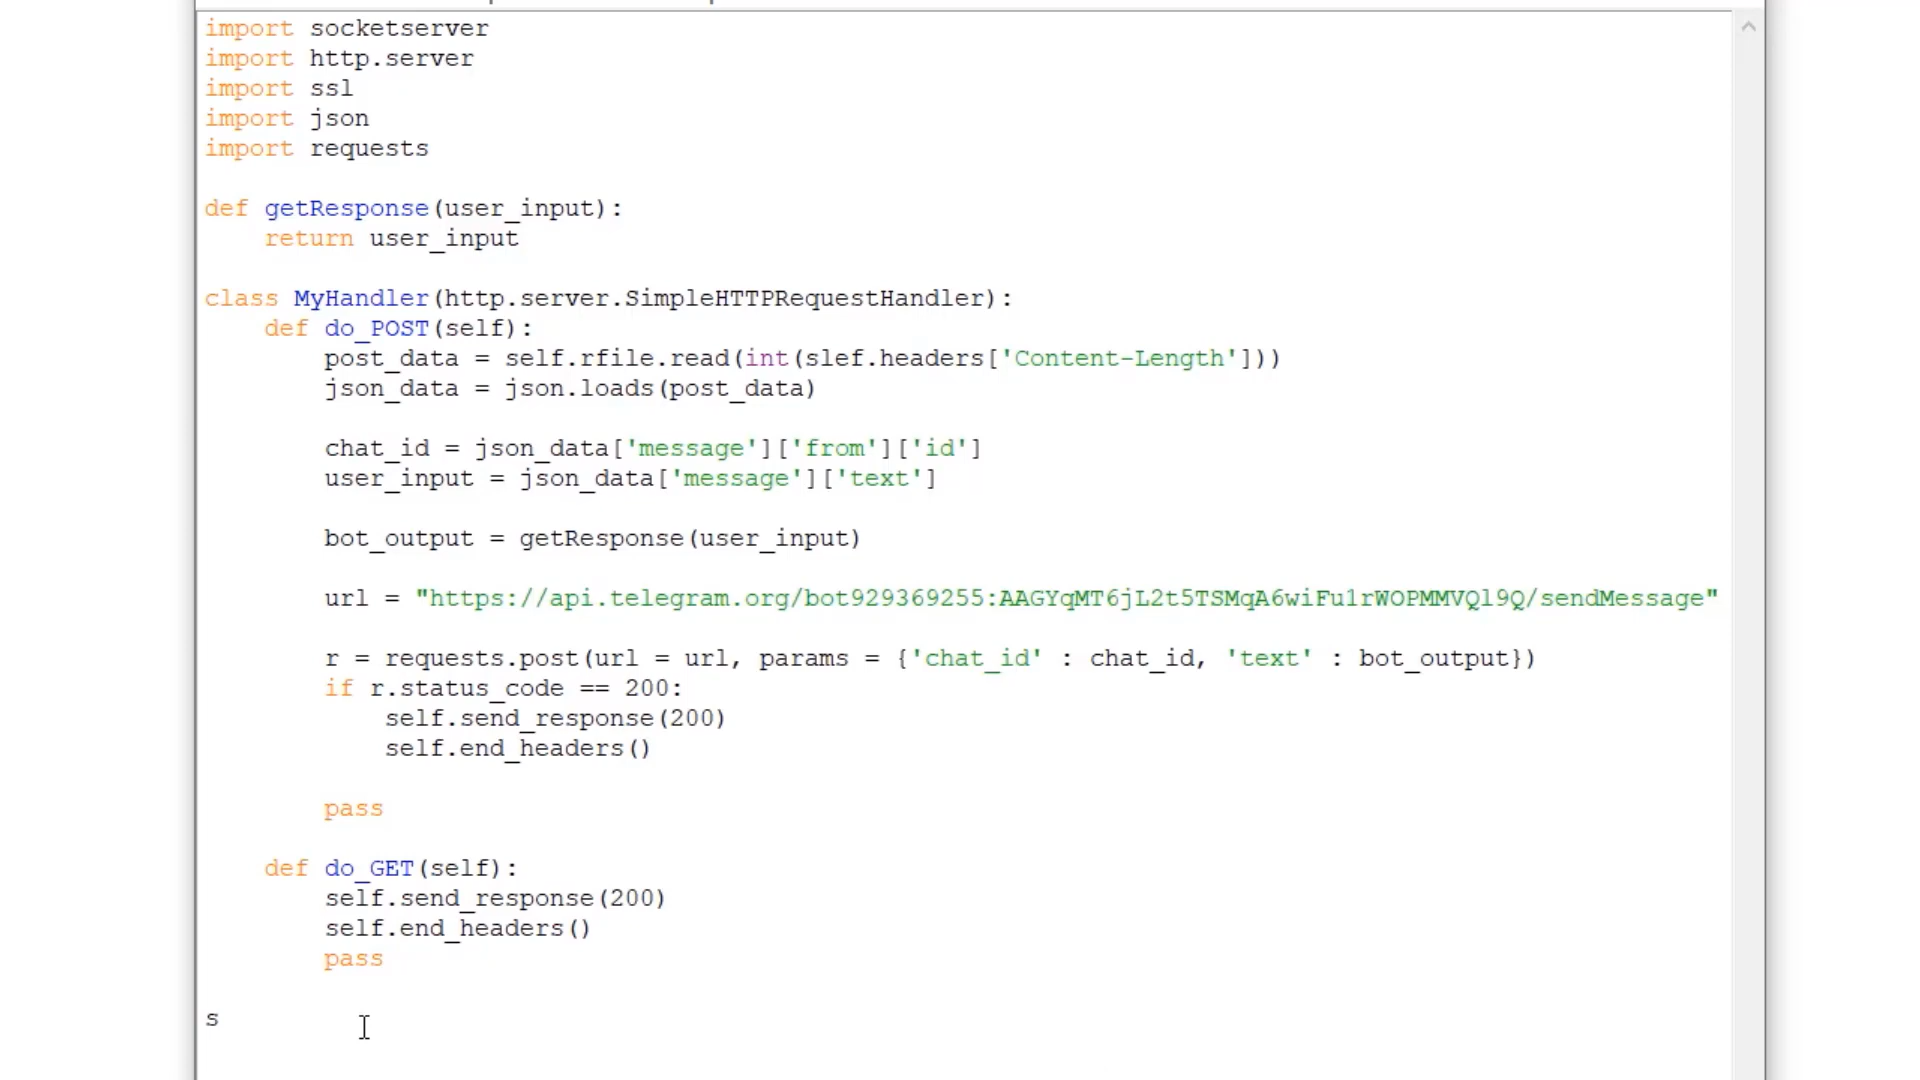 import socketserver
import http.server
import ssl
import json
import requests

def getResponse(user_input):
    return user_input

class MyHandler(http.server.SimpleHTTPRequestHandler):
    def do_POST(self):
        post_data = self.rfile.read(int(slef.headers['Content-Length']))
        json_data = json.loads(post_data)

        chat_id = json_data['message']['from']['id']
        user_input = json_data['message']['text']

        bot_output = getResponse(user_input)

        url = "https://api.telegram.org/bot929369255:AAGYqMT6jL2t5TSMqA6wiFu1rWOPMMVQl9Q/sendMessage"

        r = requests.post(url = url, params = {'chat_id' : chat_id, 'text' : bot_output})
        if r.status_code == 200:
            self.send_response(200)
            self.end_headers()

        pass

    def do_GET(self):
        self.send_response(200)
        self.end_headers()
        pass

s